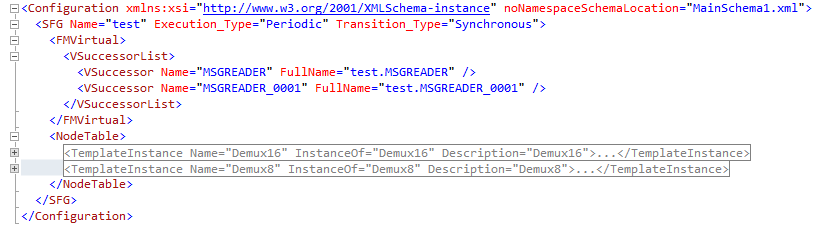 <Configuration xmlns:xsi="http://www.w3.org/2001/XMLSchema-instance" noNamespaceSchemaLocation="MainSchema1.xml">
<SFG Name="test" Execution_Type="Periodic" Transition_Type="Synchronous">
<FMVirtual>
<VSuccessorList>
<VSuccessor Name="MSGREADER" FullName="test.MSGREADER" />
<VSuccessor Name="MSGREADER_0001" FullName="test.MSGREADER_0001" />
</VSuccessorList>
</FMVirtual>
<NodeTable>
<TemplateInstance Name="Demux16" InstanceOf="Demux16" Description="Demux16">...</TemplateInstance>
<TemplateInstance Name="Demux8" InstanceOf="Demux8" Description="Demux8">...</TemplateInstance>
</NodeTable>
</SFG>
</Configuration>